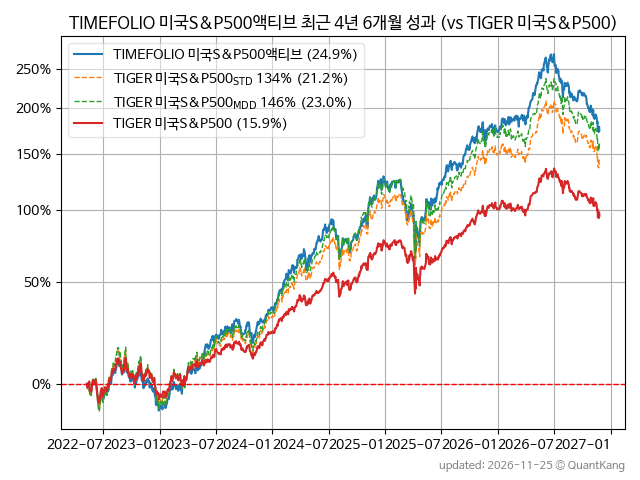 TIMEFOLIO 미국S&P500액티브 최근 4년 6개월 성과 (vs TIGER 미국S&P500)
TIMEFOLIO 미국S&P500액티브 (24.9%)
TIGER 미국S&P500STD 134% (21.2%)
TIGER 미국S&P500MDD 146% (23.0%)
TIGER 미국S&P500 (15.9%)
250%
200%
150%
100%
50%
0%
2022-07 2023-01 2023-07 2024-01 2024-07 2025-01 2025-07 2026-01 2026-07 2027-01
updated: 2026-11-25 © QuantKang